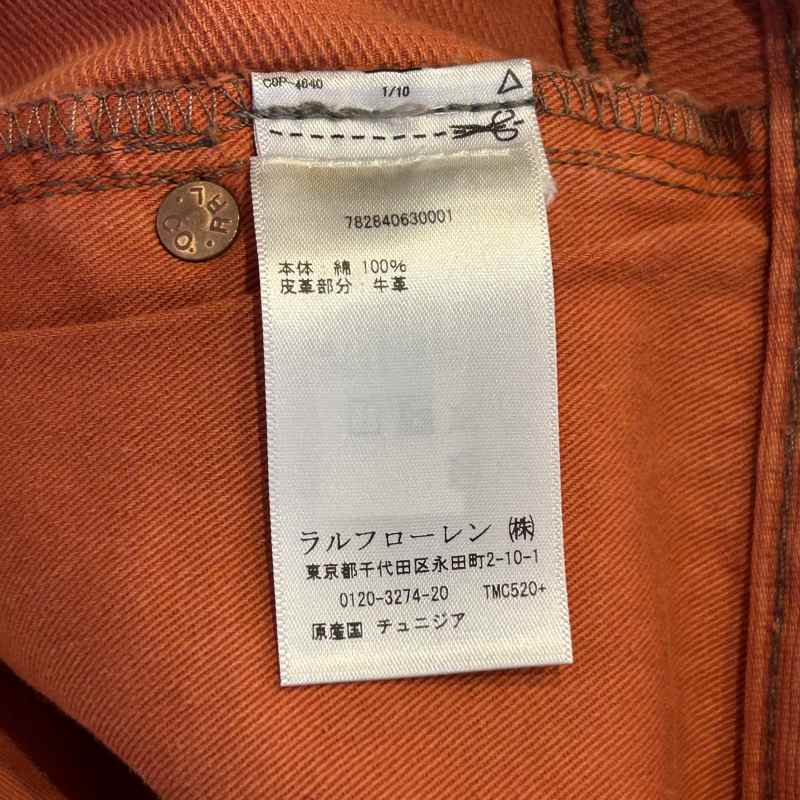 COP-4640
1/10
782840630001
本体：綿 100%
皮革部分：牛革
ラルフローレン ㈱
東京都千代田区永田町2-10-1
0120-3274-20 TMC520+
原産国 チュニジア